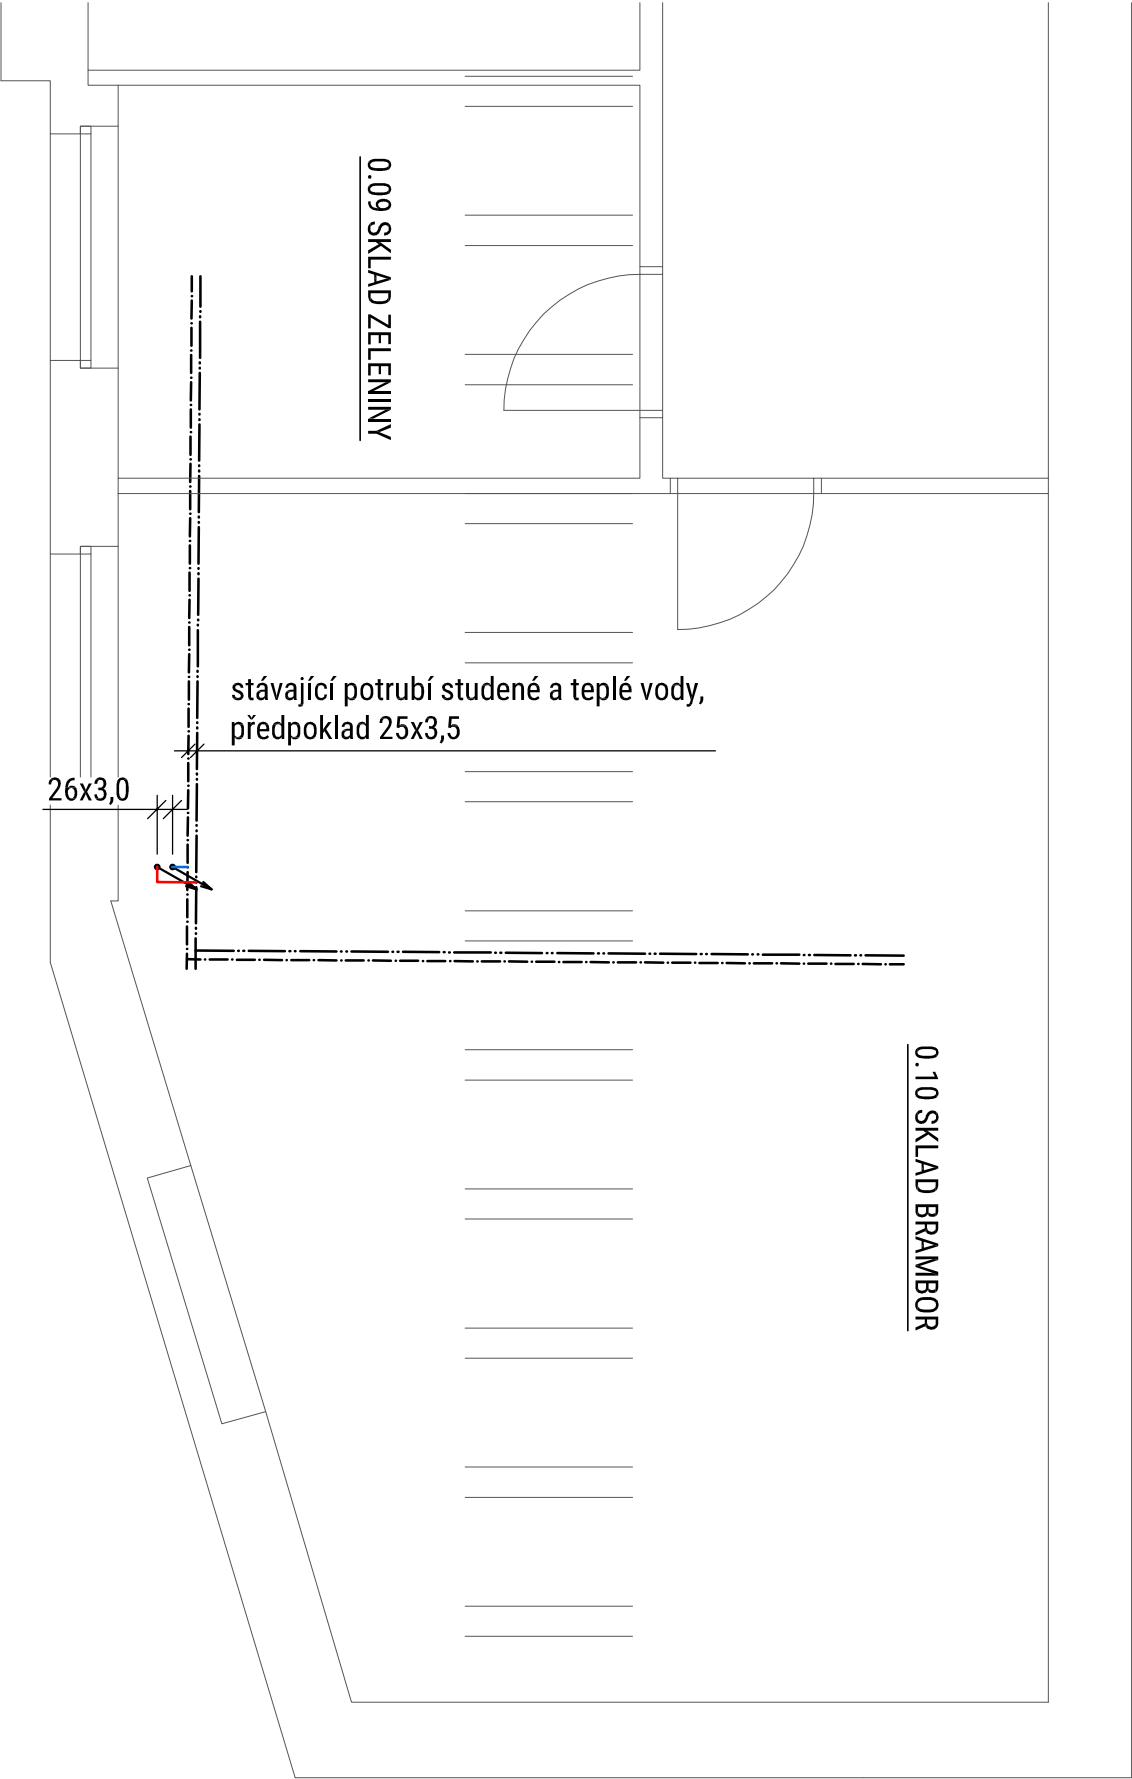 0.09 SKLAD ZELENINY
stávající potrubí studené a teplé vody,
předpoklad 25x3,5
26x3,0
0.10 SKLAD BRAMBOR